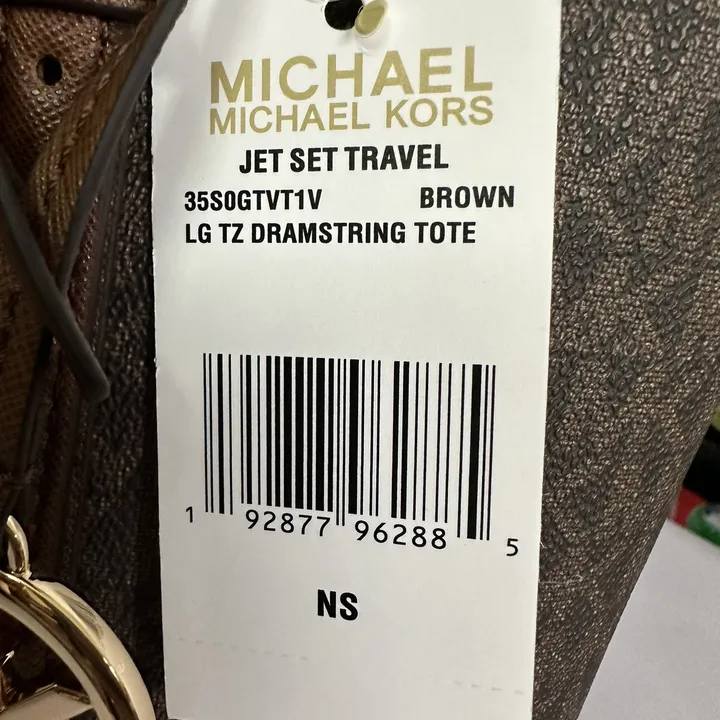 MICHAEL
MICHAEL KORS
JET SET TRAVEL
35S0GTVT1V BROWN
LG TZ DRAMSTRING TOTE
1 92877 96288 5
NS